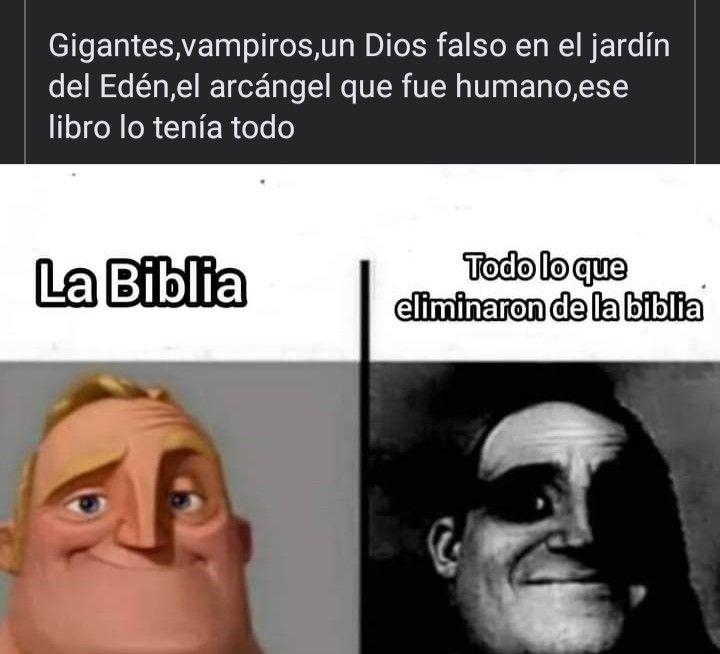 Gigantes,vampiros,un Dios falso en el jardín
del Edén,el arcángel que fue humano,ese
libro lo tenía todo
La Biblia
Todo lo que
eliminaron de la biblia